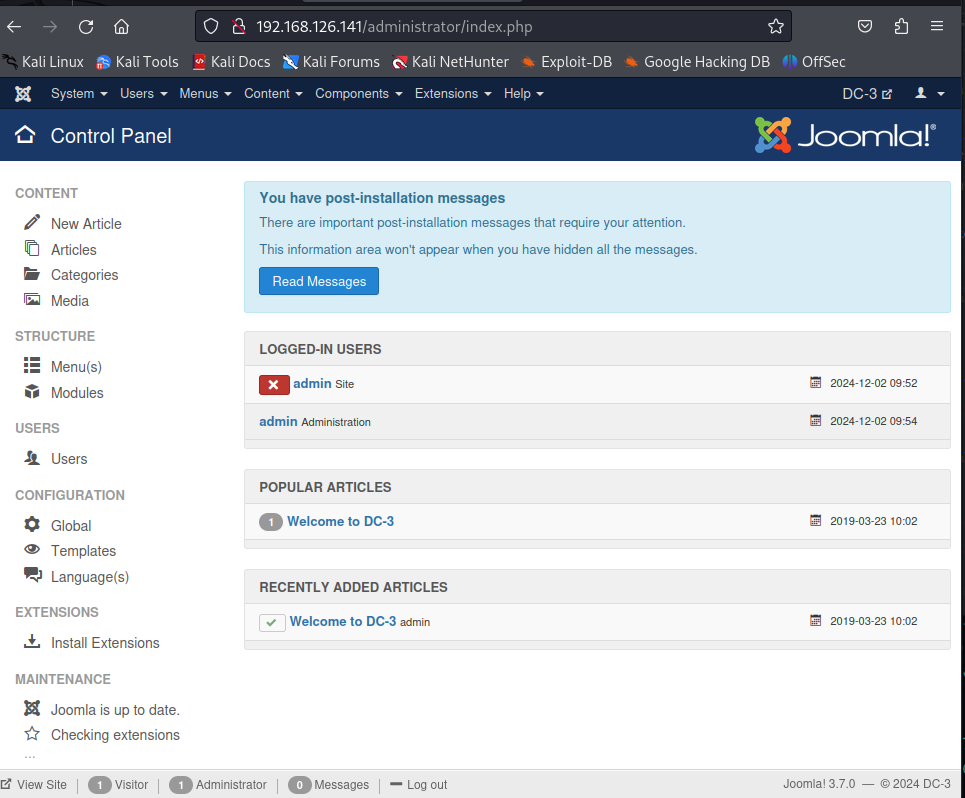 192.168.126.141/administrator/index.php
Kali Linux Kali Tools Kali Docs Kali Forums Kali NetHunter Exploit-DB Google Hacking DB OffSec
System Users Menus Content Components Extensions Help DC-3
Control Panel Joomla!®
CONTENT
New Article
Articles
Categories
Media
STRUCTURE
Menu(s)
Modules
USERS
Users
CONFIGURATION
Global
Templates
Language(s)
EXTENSIONS
Install Extensions
MAINTENANCE
Joomla is up to date.
Checking extensions
...
You have post-installation messages
There are important post-installation messages that require your attention.
This information area won't appear when you have hidden all the messages.
Read Messages
LOGGED-IN USERS
admin Site 2024-12-02 09:52
admin Administration 2024-12-02 09:54
POPULAR ARTICLES
1 Welcome to DC-3 2019-03-23 10:02
RECENTLY ADDED ARTICLES
Welcome to DC-3 admin 2019-03-23 10:02
View Site 1 Visitor 1 Administrator 0 Messages Log out Joomla! 3.7.0 — © 2024 DC-3